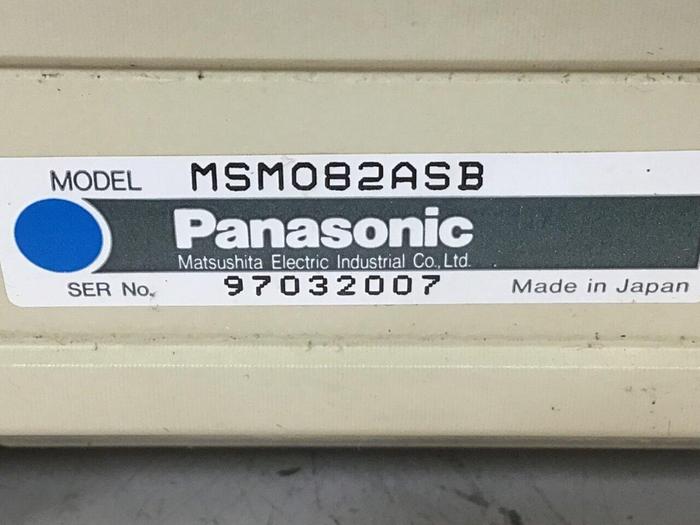 MODEL MSM082ASB
Panasonic
Matsushita Electric Industrial Co., Ltd.
SER No. 97032007 Made in Japan